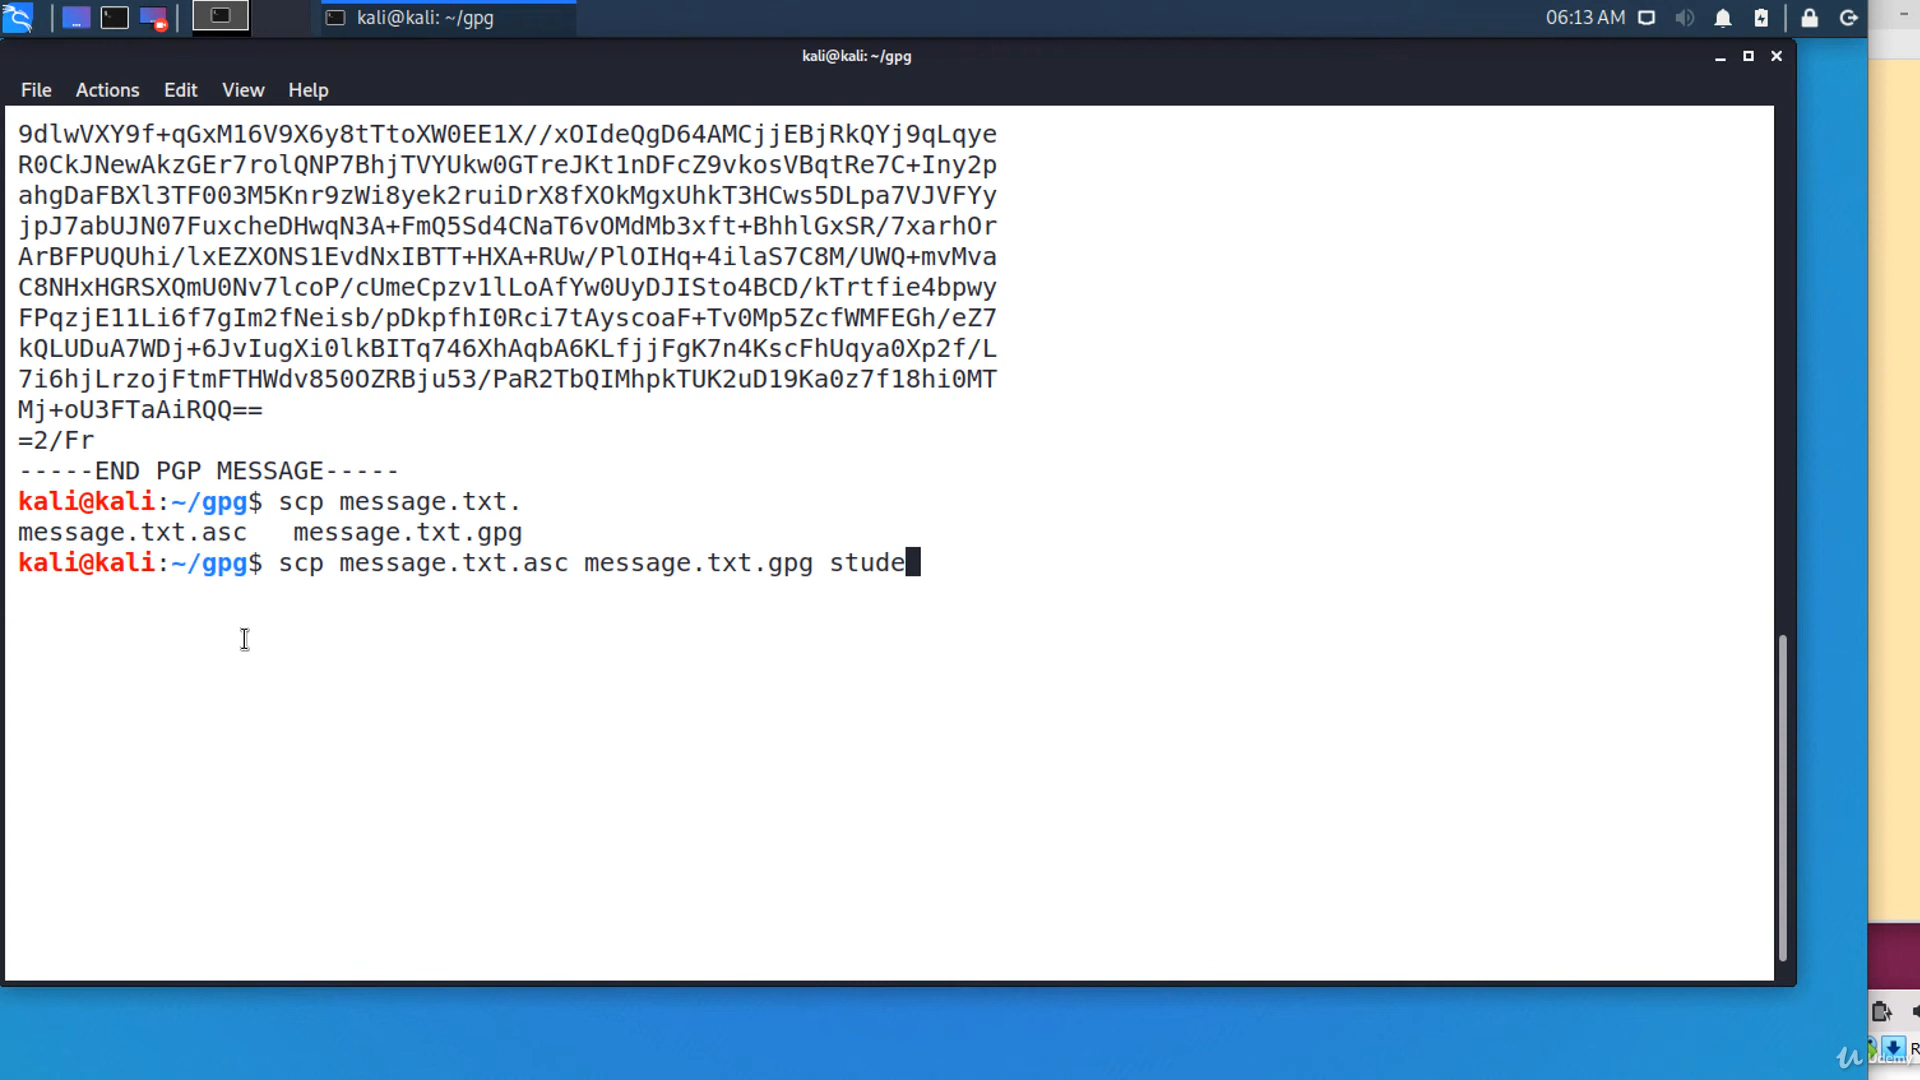 kali@kali: ~/gpg
06:13 AM
kali@kali: ~/gpg
File Actions Edit View Help
9dlwVXY9f+qGxM16V9X6y8tTtoXW0EE1X//xOIdeQgD64AMCjjEBjRkQYj9qLqye
R0CkJNewAkzGEr7rolQNP7BhjTVYUkw0GTreJKt1nDFcZ9vkosVBqtRe7C+Iny2p
ahgDaFBXl3TF003M5Knr9zWi8yek2ruiDrX8fXOkMgxUhkT3HCws5DLpa7VJVFYy
jpJ7abUJN07FuxcheDHwqN3A+FmQ5Sd4CNaT6vOMdMb3xft+BhhlGxSR/7xarhOr
ArBFPUQUhi/lxEZXONS1EvdNxIBTT+HXA+RUw/PlOIHq+4ilaS7C8M/UWQ+mvMva
C8NHxHGRSXQmU0Nv7lcoP/cUmeCpzv1lLoAfYw0UyDJISto4BCD/kTrtfie4bpwy
FPqzjE11Li6f7gIm2fNeisb/pDkpfhI0Rci7tAyscoaF+Tv0Mp5ZcfWMFEGh/eZ7
kQLUDuA7WDj+6JvIugXi0lkBITq746XhAqbA6KLfjjFgK7n4KscFhUqya0Xp2f/L
7i6hjLrzojFtmFTHWdv850OZRBju53/PaR2TbQIMhpkTUK2uD19Ka0z7f18hi0MT
Mj+oU3FTaAiRQQ==
=2/Fr
-----END PGP MESSAGE-----
kali@kali:~/gpg$ scp message.txt.
message.txt.asc message.txt.gpg
kali@kali:~/gpg$ scp message.txt.asc message.txt.gpg stude
R
Udemy